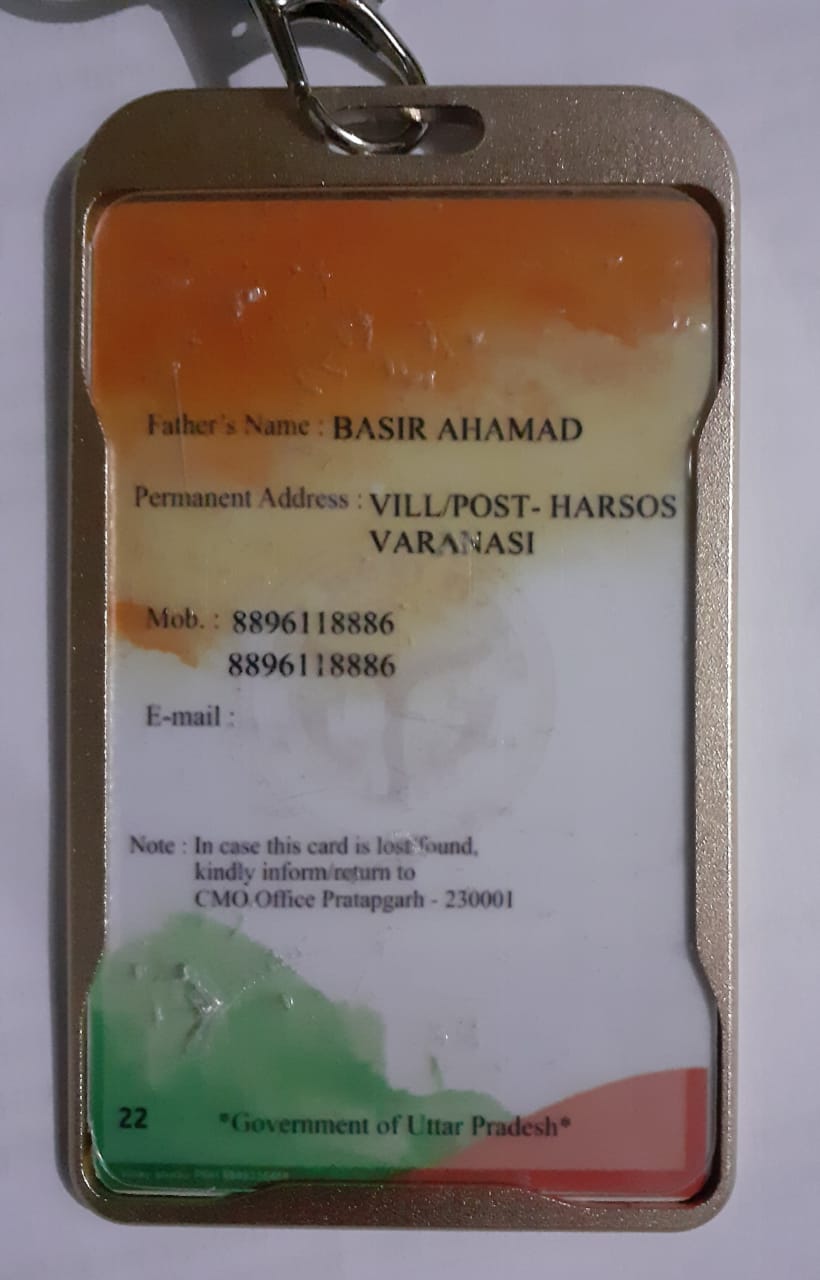 Father's Name : BASIR AHAMAD
Permanent Address : VILL/POST- HARSOS
VARANASI
Mob. : 8896118886
8896118886
E-mail :
Note : In case this card is lost/found,
kindly inform/return to
CMO Office Pratapgarh - 230001
22 *Government of Uttar Pradesh*